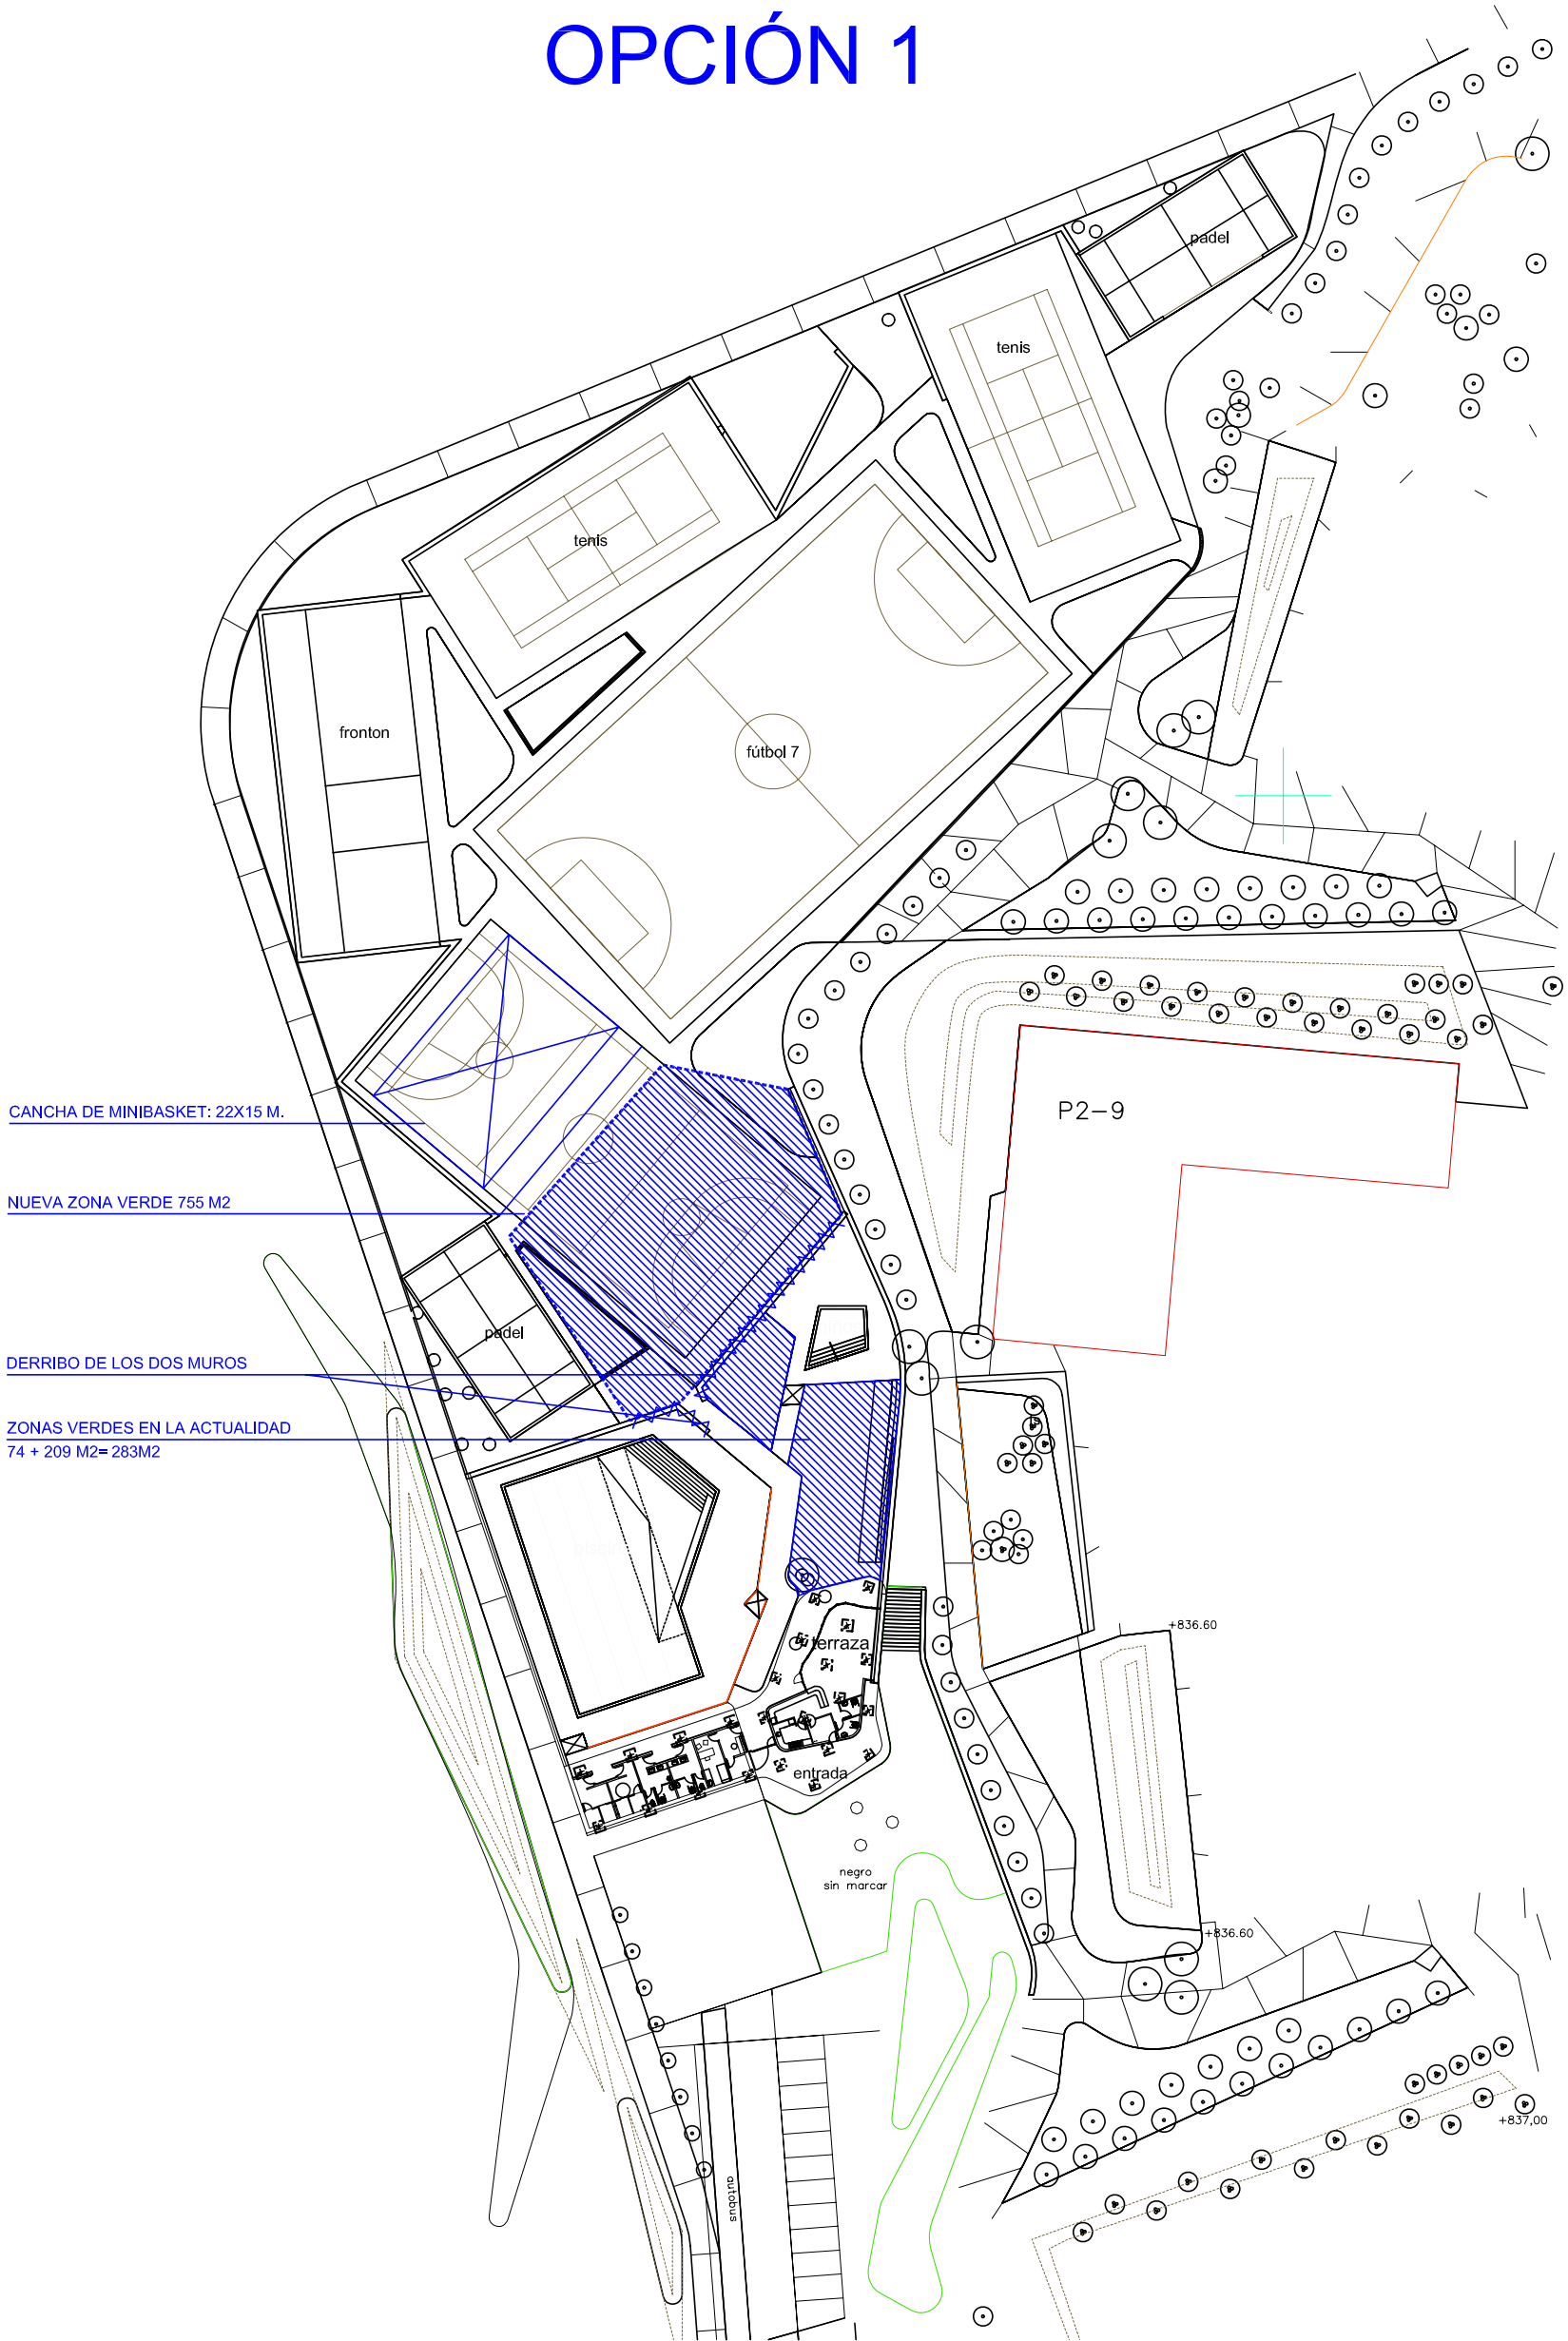 OPCIÓN 1
padel
tenis
tenis
fronton
fútbol 7
CANCHA DE MINIBASKET: 22X15 M.
P2-9
NUEVA ZONA VERDE 755 M2
padel
DERRIBO DE LOS DOS MUROS
ZONAS VERDES EN LA ACTUALIDAD
74 + 209 M2= 283M2
+836.60
terraza
entrada
negro
sin marcar
+836.60
+837,00
autobus